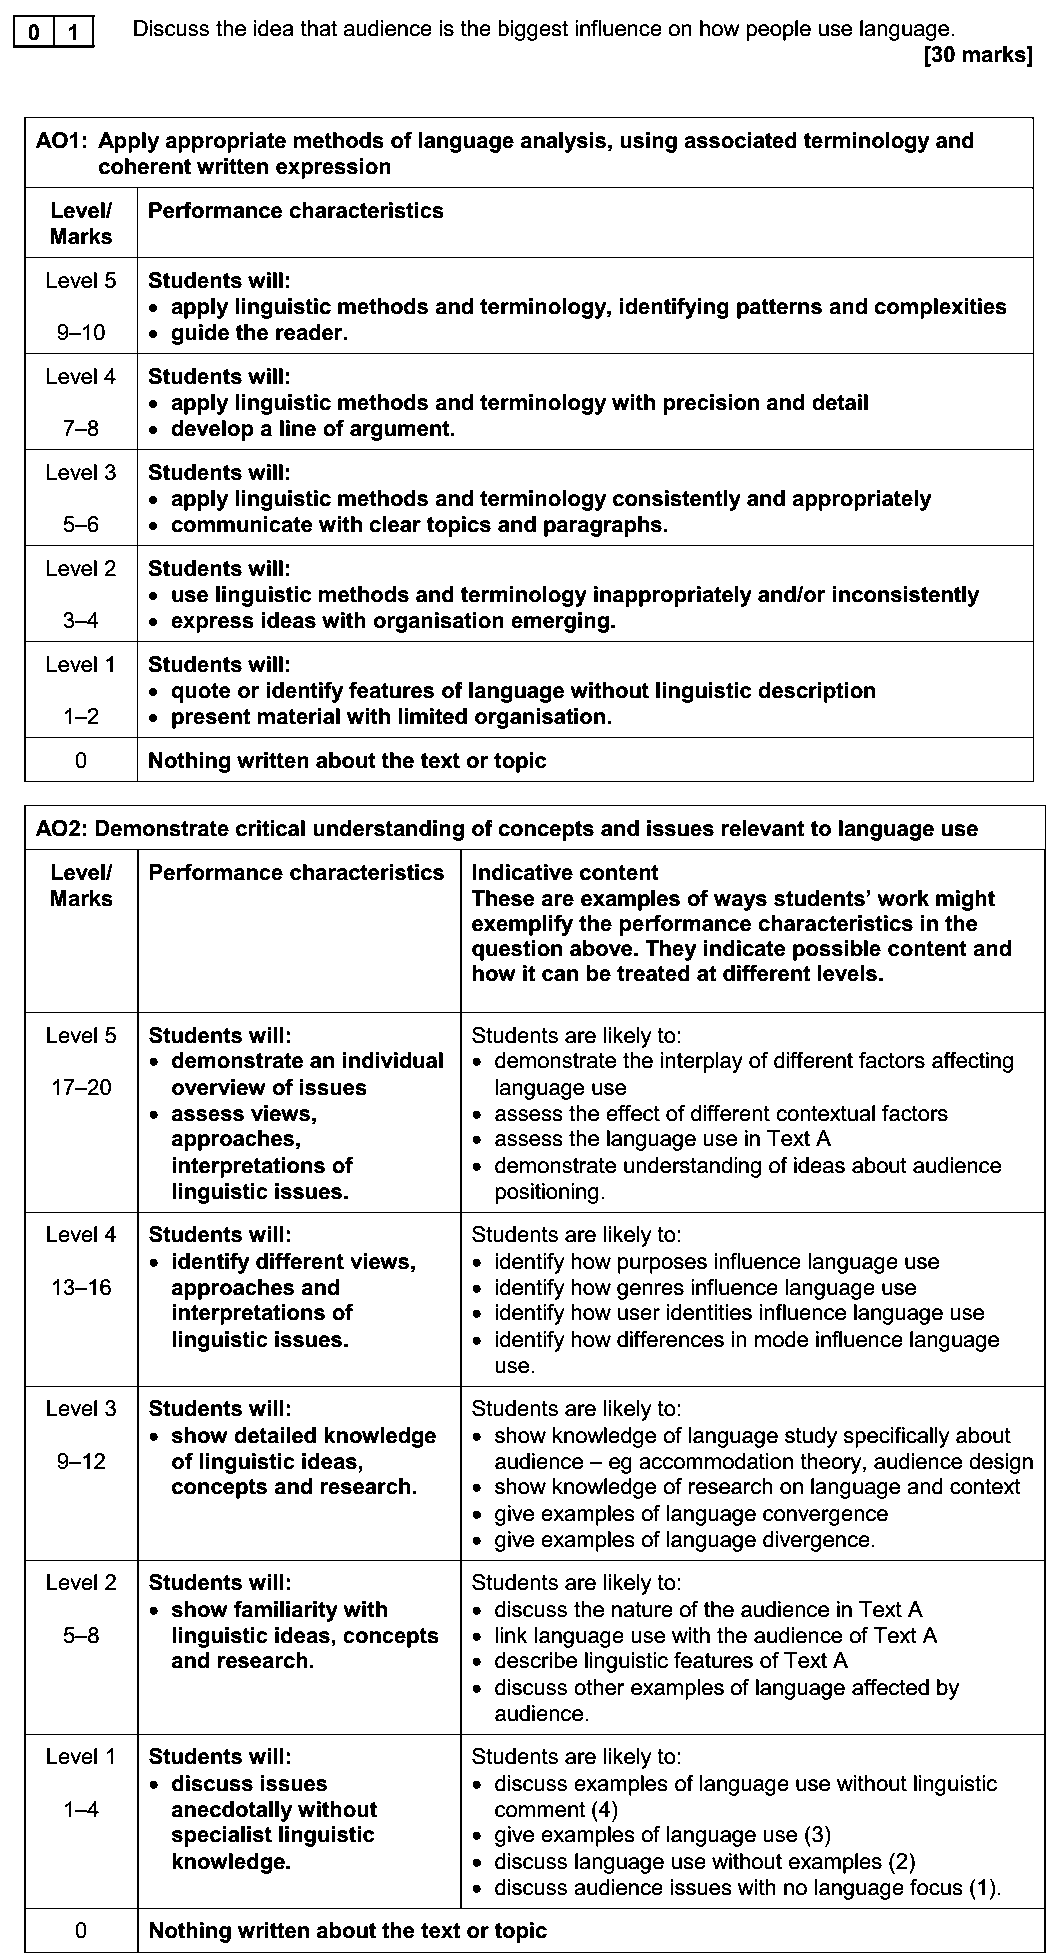 0 1 Discuss the idea that audience is the biggest influence on how people use language.
[30 marks]
AO1: Apply appropriate methods of language analysis, using associated terminology and
coherent written expression
Level/
Marks
Performance characteristics
Level 5
9–10
Students will:
• apply linguistic methods and terminology, identifying patterns and complexities
• guide the reader.
Level 4
7–8
Students will:
• apply linguistic methods and terminology with precision and detail
• develop a line of argument.
Level 3
5–6
Students will:
• apply linguistic methods and terminology consistently and appropriately
• communicate with clear topics and paragraphs.
Level 2
3–4
Students will:
• use linguistic methods and terminology inappropriately and/or inconsistently
• express ideas with organisation emerging.
Level 1
1–2
Students will:
• quote or identify features of language without linguistic description
• present material with limited organisation.
0
Nothing written about the text or topic
AO2: Demonstrate critical understanding of concepts and issues relevant to language use
Level/
Marks
Performance characteristics
Indicative content
These are examples of ways students' work might
exemplify the performance characteristics in the
question above. They indicate possible content and
how it can be treated at different levels.
Level 5
17–20
Students will:
• demonstrate an individual
overview of issues
• assess views,
approaches,
interpretations of
linguistic issues.
Students are likely to:
• demonstrate the interplay of different factors affecting
language use
• assess the effect of different contextual factors
• assess the language use in Text A
• demonstrate understanding of ideas about audience
positioning.
Level 4
13–16
Students will:
• identify different views,
approaches and
interpretations of
linguistic issues.
Students are likely to:
• identify how purposes influence language use
• identify how genres influence language use
• identify how user identities influence language use
• identify how differences in mode influence language
use.
Level 3
9–12
Students will:
• show detailed knowledge
of linguistic ideas,
concepts and research.
Students are likely to:
• show knowledge of language study specifically about
audience – eg accommodation theory, audience design
• show knowledge of research on language and context
• give examples of language convergence
• give examples of language divergence.
Level 2
5–8
Students will:
• show familiarity with
linguistic ideas, concepts
and research.
Students are likely to:
• discuss the nature of the audience in Text A
• link language use with the audience of Text A
• describe linguistic features of Text A
• discuss other examples of language affected by
audience.
Level 1
1–4
Students will:
• discuss issues
anecdotally without
specialist linguistic
knowledge.
Students are likely to:
• discuss examples of language use without linguistic
comment (4)
• give examples of language use (3)
• discuss language use without examples (2)
• discuss audience issues with no language focus (1).
0
Nothing written about the text or topic